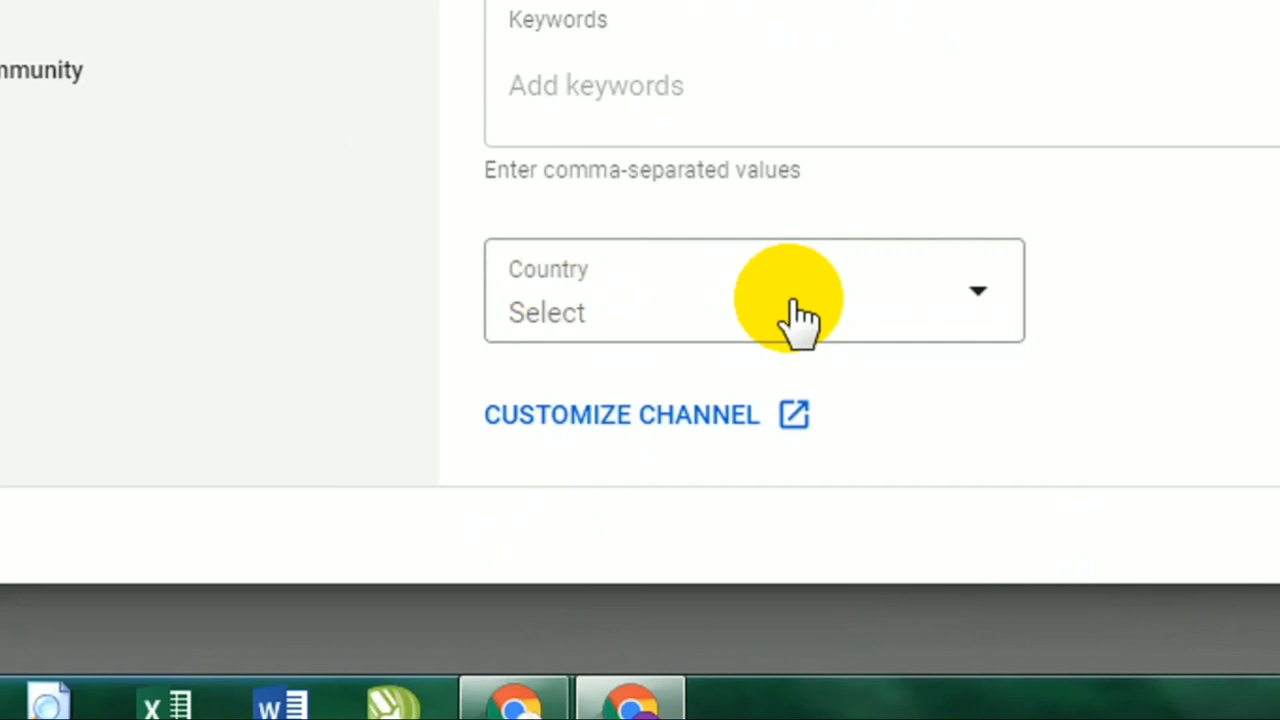 Keywords
mmunity
Add keywords
Enter comma-separated values
Country
Select
CUSTOMIZE CHANNEL
X
W